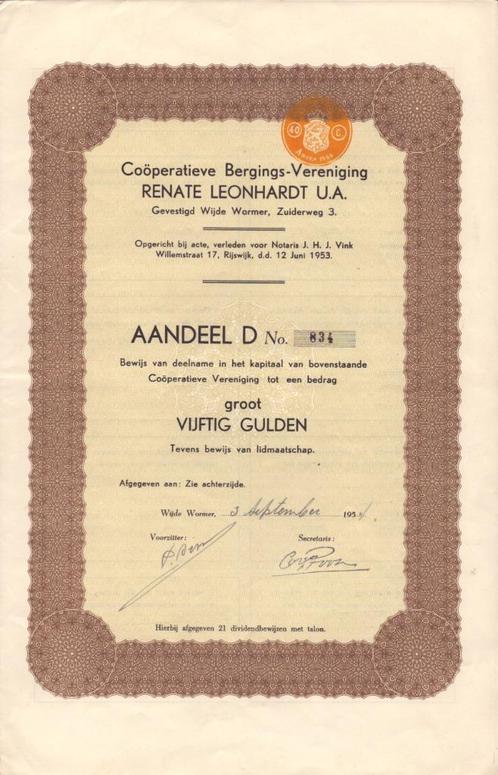 40 C.
Coöperatieve Bergings-Vereniging
RENATE LEONHARDT U.A.
Gevestigd Wijde Wormer, Zuiderweg 3.
Opgericht bij acte, verleden voor Notaris J. H. J. Vink
Willemstraat 17, Rijswijk, d.d. 12 Juni 1953.
AANDEEL D No. 834
Bewijs van deelname in het kapitaal van bovenstaande
Coöperatieve Vereniging tot een bedrag
groot
VIJFTIG GULDEN
Tevens bewijs van lidmaatschap.
Afgegeven aan: Zie achterzijde.
Wijde Wormer, 3 September 1954.
Voorzitter: Secretaris:
Hierbij afgegeven 21 dividendbewijzen met talon.